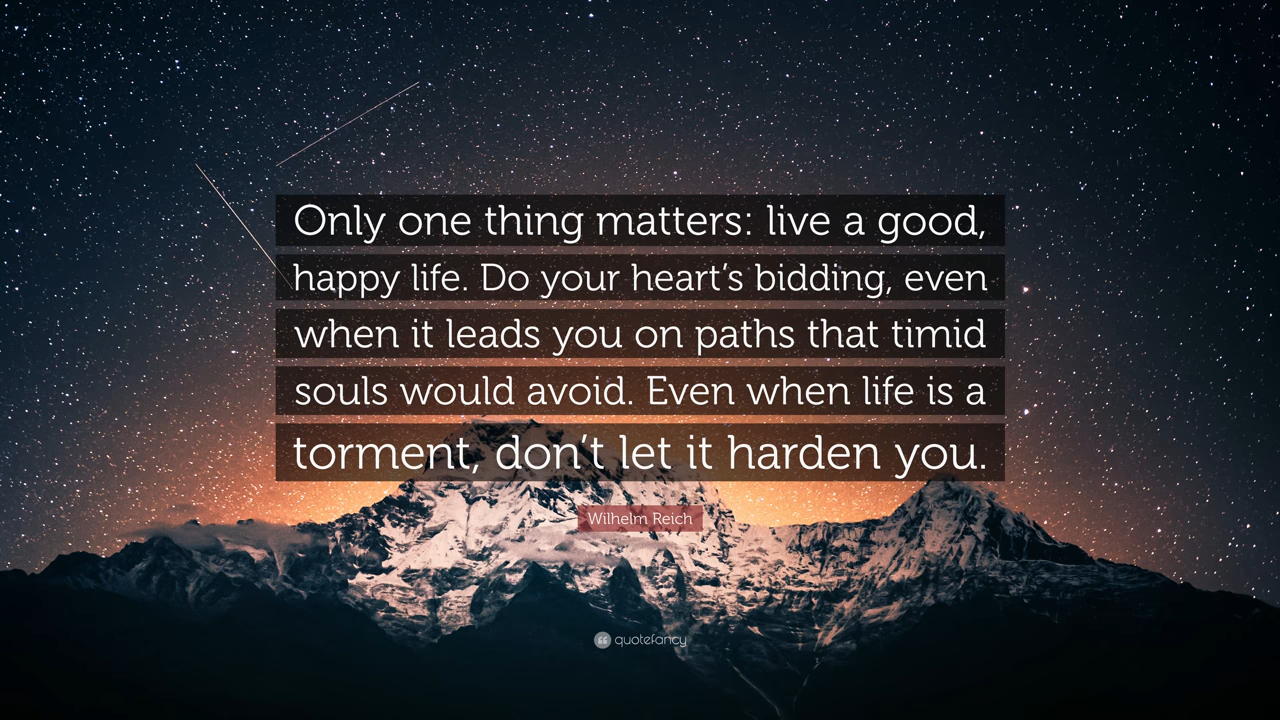 Only one thing matters: live a good,
happy life. Do your heart’s bidding, even
when it leads you on paths that timid
souls would avoid. Even when life is a
torment, don’t let it harden you.
Wilhelm Reich
quotefancy